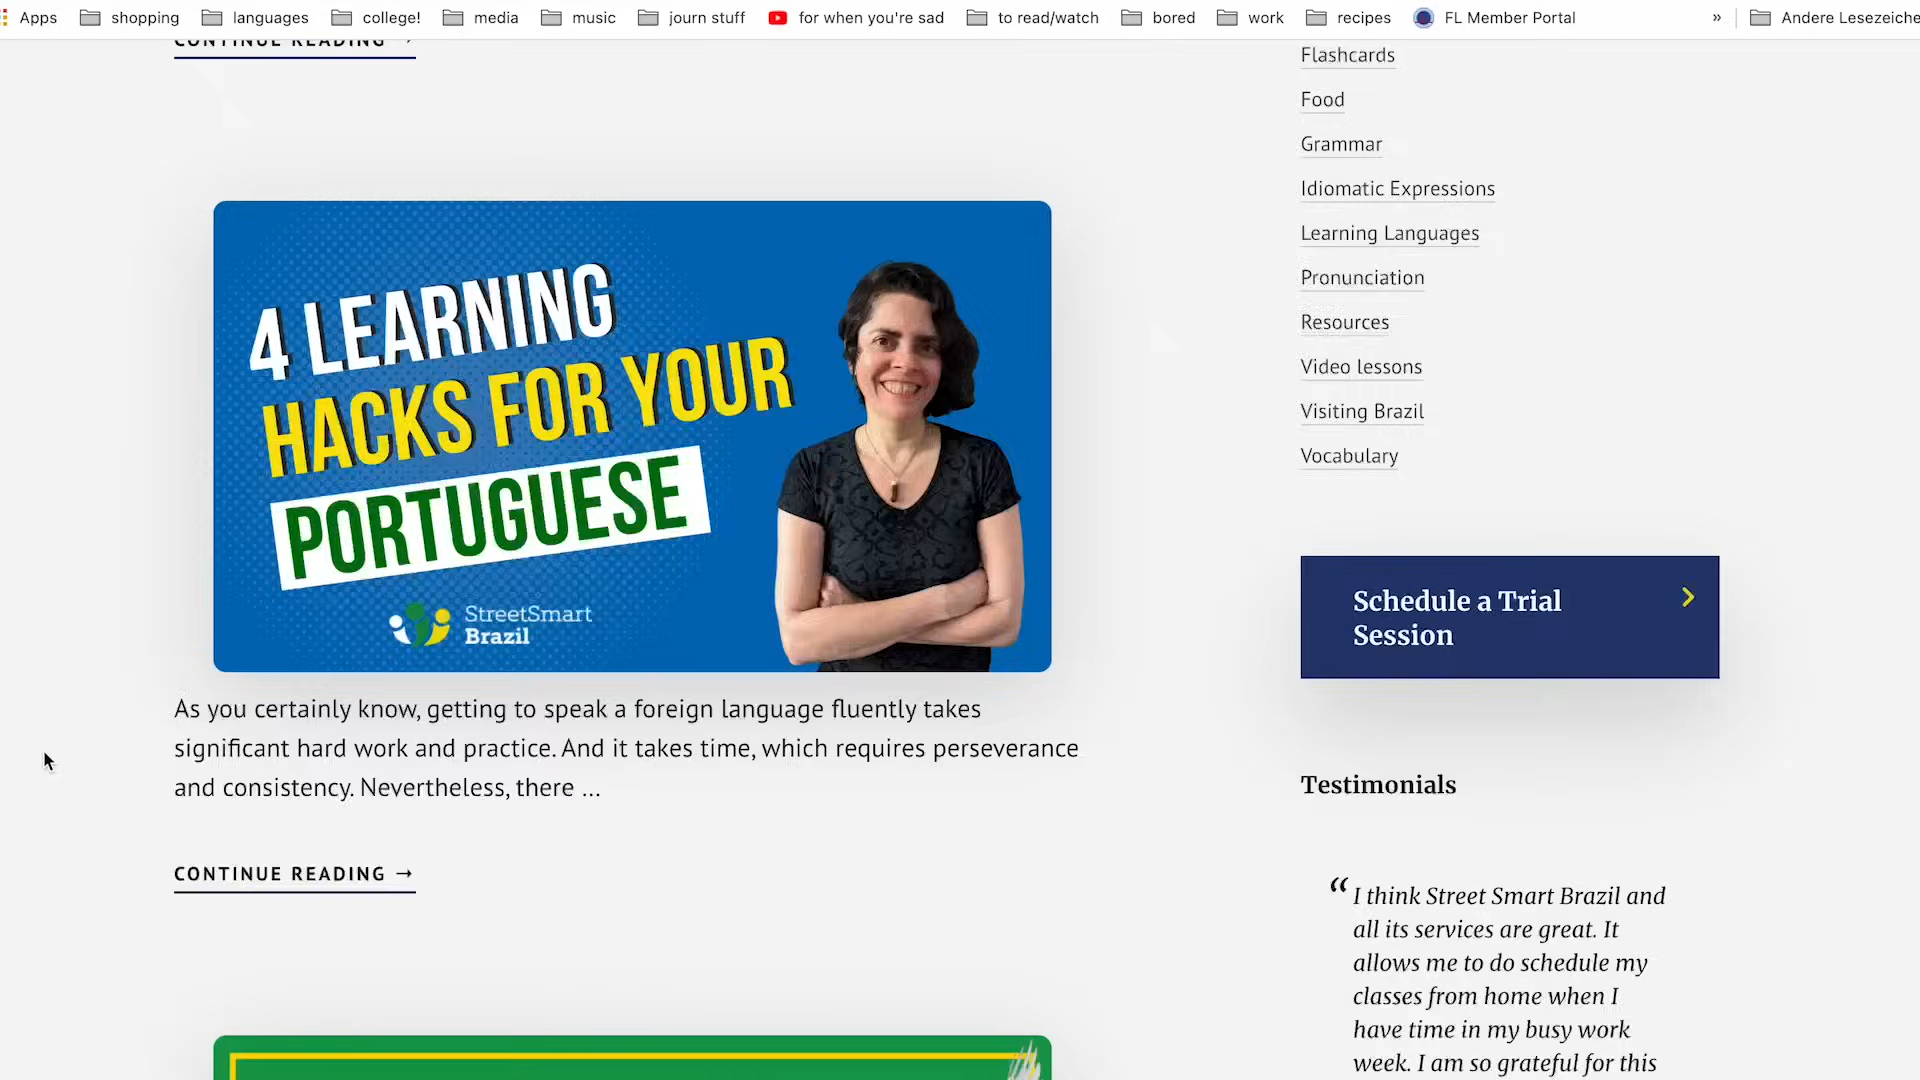 Apps shopping languages college! media music journ stuff for when you're sad to read/watch bored work recipes FL Member Portal » Andere Lesezeiche
CONTINUE READING →
4 LEARNING
HACKS FOR YOUR
PORTUGUESE
StreetSmart
Brazil
As you certainly know, getting to speak a foreign language fluently takes
significant hard work and practice. And it takes time, which requires perseverance
and consistency. Nevertheless, there ...
CONTINUE READING →
Flashcards
Food
Grammar
Idiomatic Expressions
Learning Languages
Pronunciation
Resources
Video lessons
Visiting Brazil
Vocabulary
Schedule a Trial
Session
Testimonials
“ I think Street Smart Brazil and
all its services are great. It
allows me to do schedule my
classes from home when I
have time in my busy work
week. I am so grateful for this